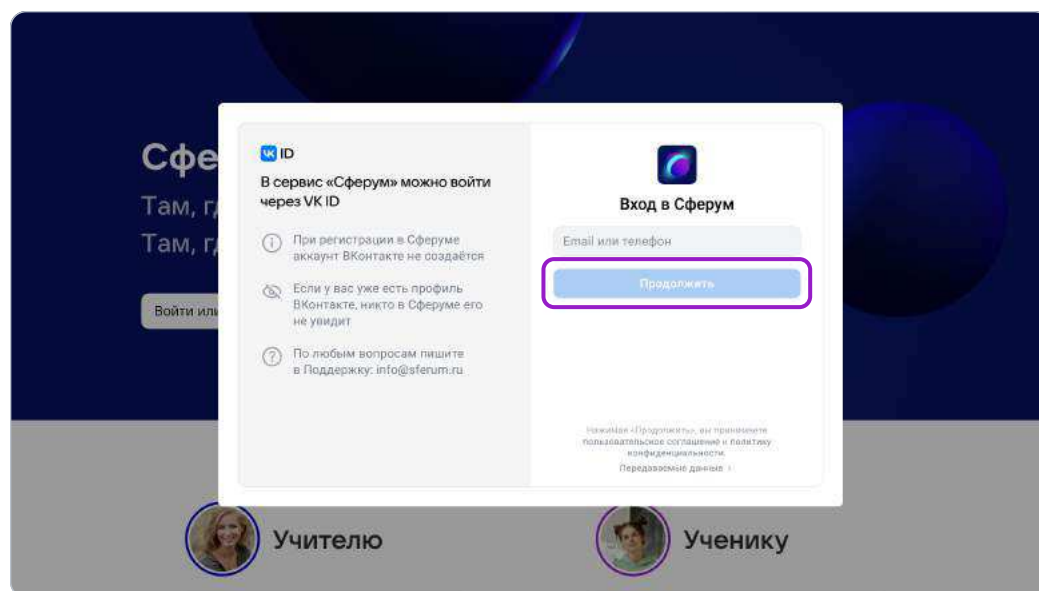 Сфе
Там, г
Там, г
Войти или
VK ID
В сервис «Сферум» можно войти
через VK ID
При регистрации в Сферуме
аккаунт ВКонтакте не создаётся
Если у вас уже есть профиль
ВКонтакте, никто в Сферуме его
не увидит
По любым вопросам пишите
в Поддержку: info@sferum.ru
Вход в Сферум
Email или телефон
Продолжить
Нажимая «Продолжить», вы принимаете
пользовательское соглашение и политику
конфиденциальности.
Передаваемые данные ›
Учителю
Ученику